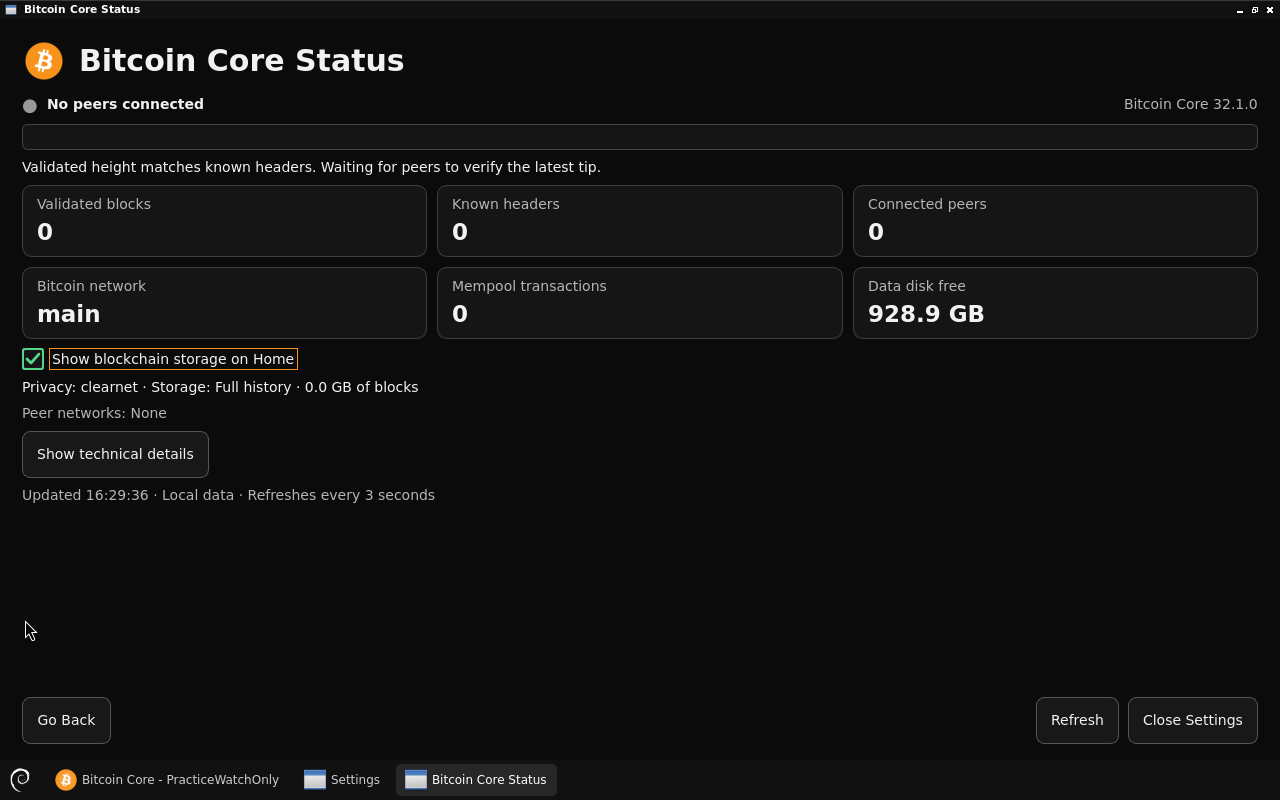 Bitcoin Core Status
Bitcoin Core Status
No peers connected
Bitcoin Core 32.1.0
Validated height matches known headers. Waiting for peers to verify the latest tip.
Validated blocks
0
Known headers
0
Connected peers
0
Bitcoin network
main
Mempool transactions
0
Data disk free
928.9 GB
Show blockchain storage on Home
Privacy: clearnet · Storage: Full history · 0.0 GB of blocks
Peer networks: None
Show technical details
Updated 16:29:36 · Local data · Refreshes every 3 seconds
Go Back
Refresh
Close Settings
Bitcoin Core - PracticeWatchOnly
Settings
Bitcoin Core Status